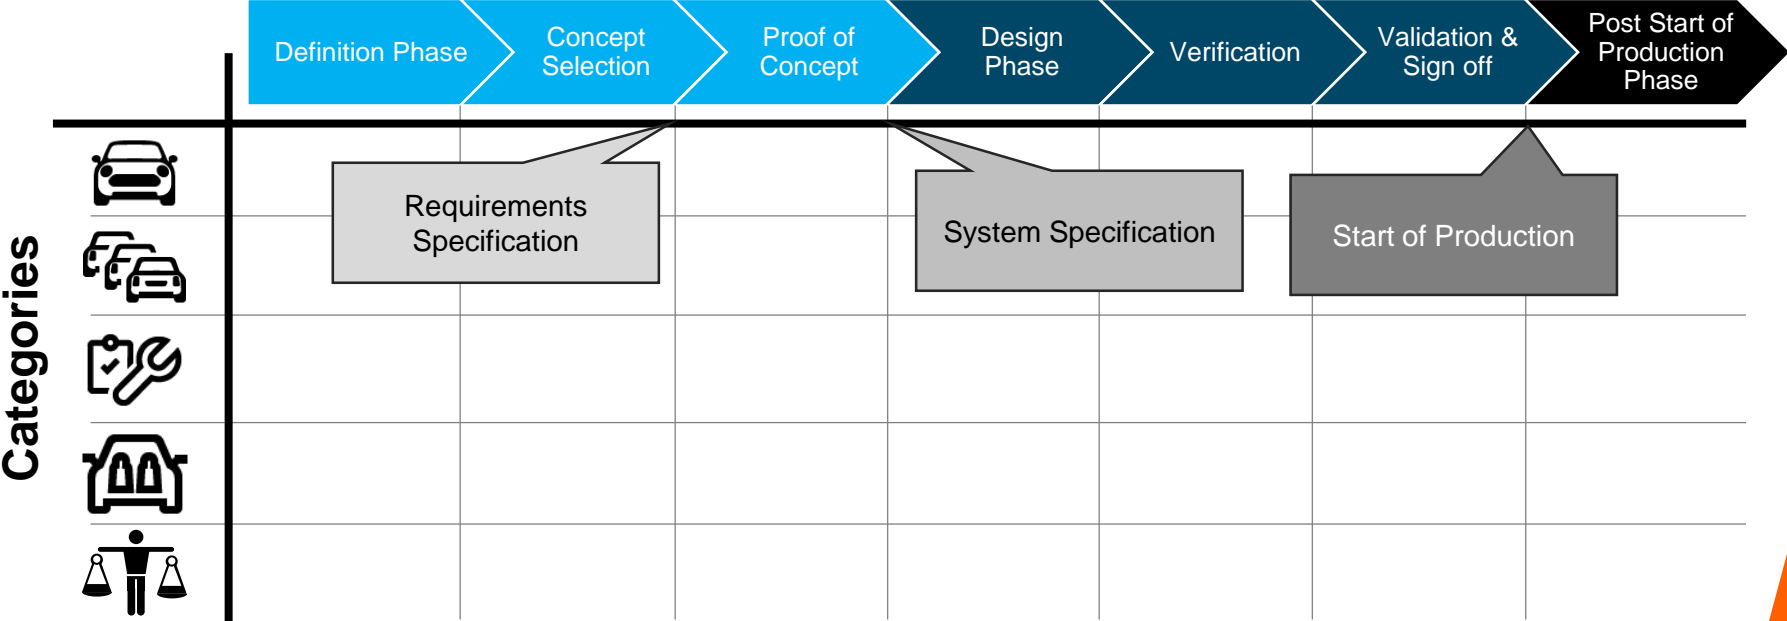 Definition Phase
Concept
Selection
Proof of
Concept
Design
Phase
Verification
Validation &
Sign off
Post Start of
Production
Phase
Categories
Requirements
Specification
System Specification
Start of Production